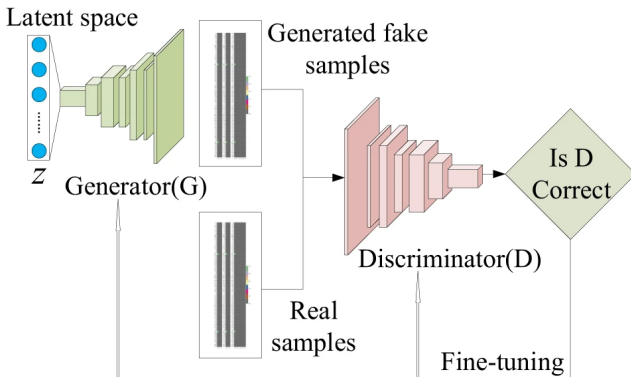 Latent space
Generated fake
samples
z
Generator(G)
Is D
Correct
Discriminator(D)
Real
samples
Fine-tuning